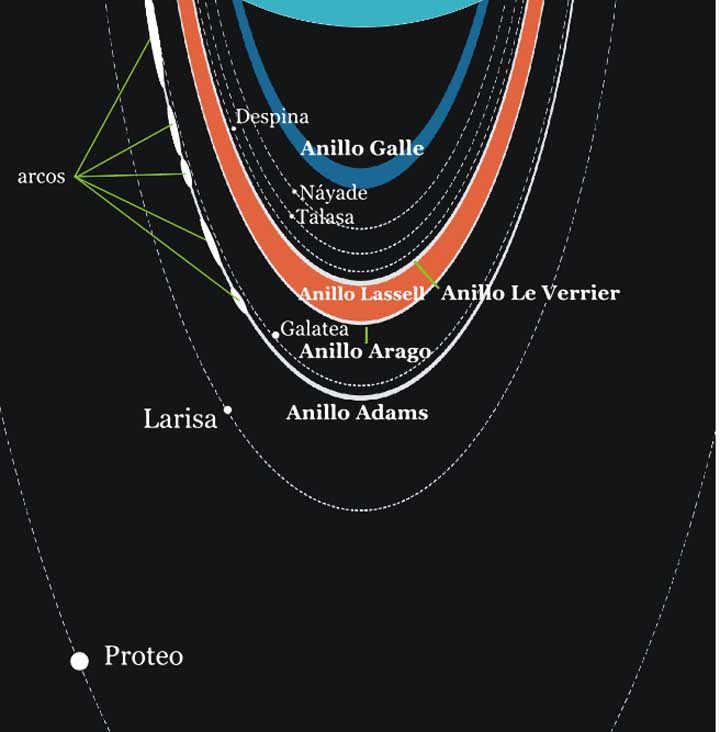 Despina
Anillo Galle
arcos
Náyade
Talasa
Anillo Lassell
Anillo Le Verrier
Galatea
Anillo Arago
Larisa
Anillo Adams
Proteo